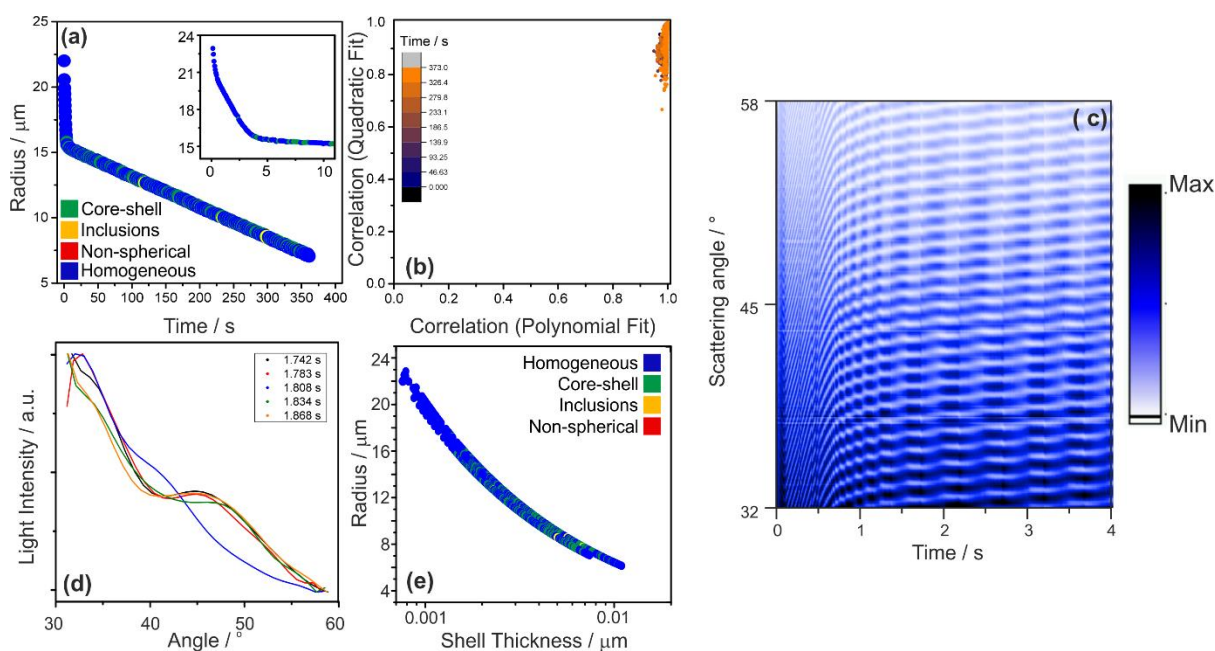 (a)
Radius / μm
25
20
15
10
5
24
21
18
15
0 5 10
Core-shell
Inclusions
Non-spherical
Homogeneous
0 50 100 150 200 250 300 350 400
Time / s
Correlation (Quadratic Fit)
1.0
0.8
0.6
0.4
0.2
0.0
Time / s
373.0
326.4
279.8
233.1
186.5
139.9
93.25
46.63
0.000
(b)
0.0 0.2 0.4 0.6 0.8 1.0
Correlation (Polynomial Fit)
(c)
Scattering angle / °
58
45
32
0 1 2 3 4
Time / s
Max
Min
Light Intensity / a.u.
1.742 s
1.783 s
1.808 s
1.834 s
1.868 s
(d)
30 40 50 60
Angle / °
Radius / μm
24
20
16
12
8
4
Homogeneous
Core-shell
Inclusions
Non-spherical
(e)
0.001 0.01
Shell Thickness / μm